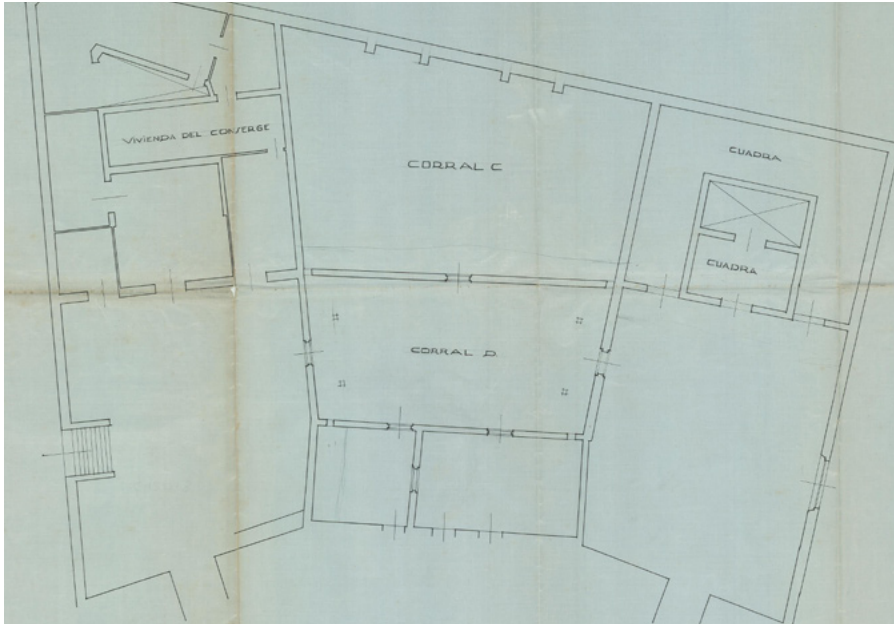 VIVIENDA DEL CONSERGE
CORRAL C
CUADRA
CUADRA
CORRAL D.